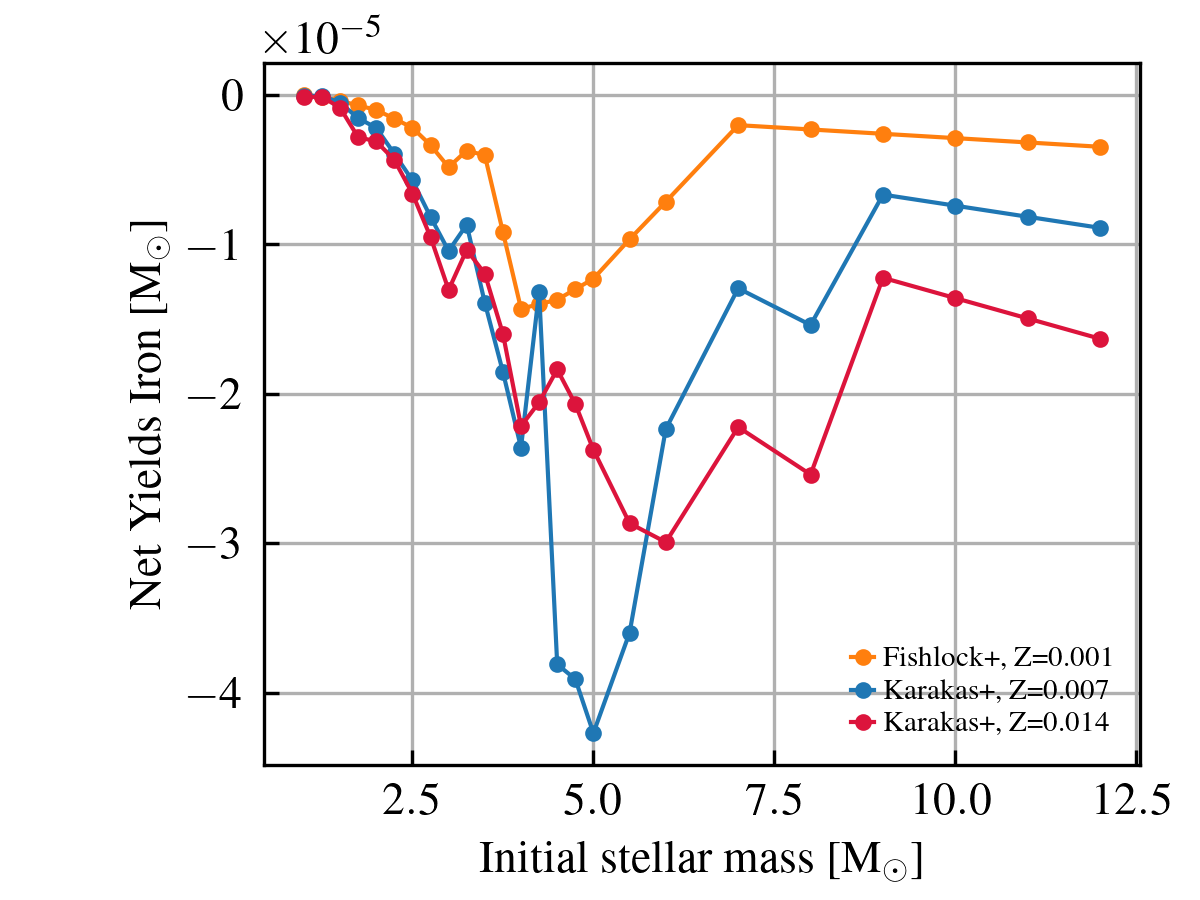 ×10⁻⁵
0
−1
−2
−3
−4
Net Yields Iron [M☉]
Fishlock+, Z=0.001
Karakas+, Z=0.007
Karakas+, Z=0.014
2.5 5.0 7.5 10.0 12.5
Initial stellar mass [M☉]